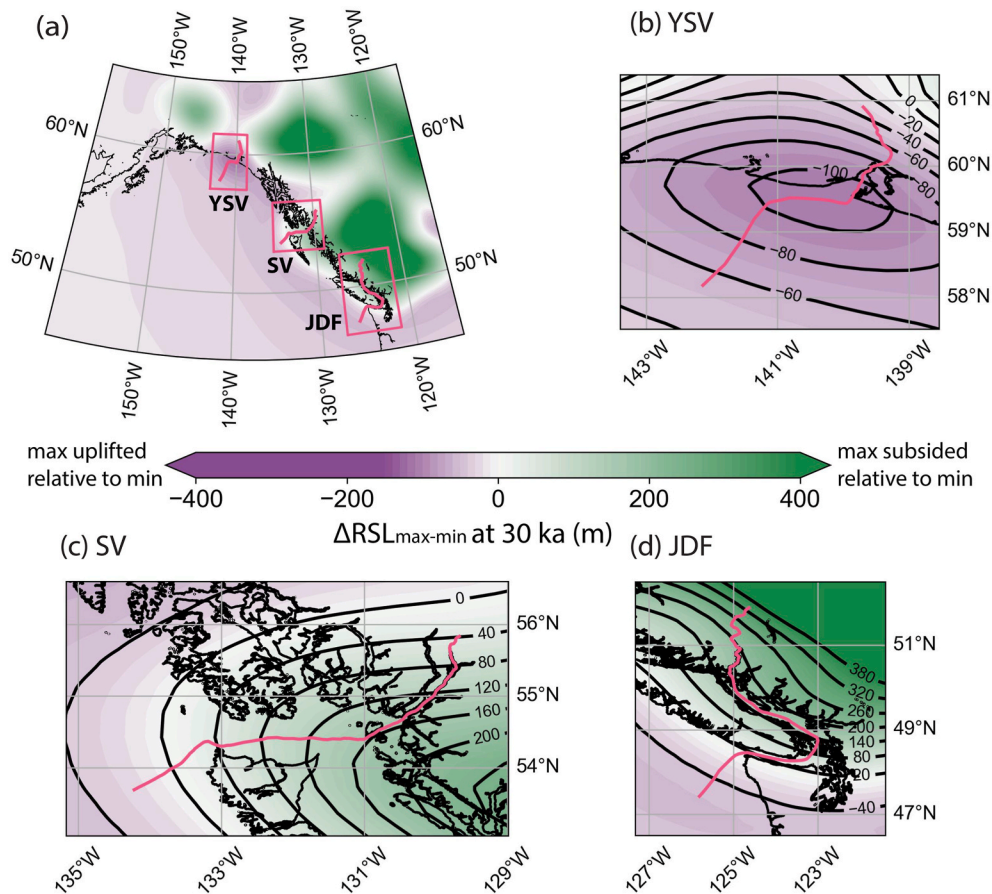 (a)
150°W
140°W
130°W
120°W
60°N
60°N
50°N
50°N
YSV
SV
JDF
150°W
140°W
130°W
120°W
(b) YSV
0
−20
−40
−60
−80
−100
−80
−60
61°N
60°N
59°N
58°N
143°W
141°W
139°W
max uplifted
relative to min
max subsided
relative to min
−400
−200
0
200
400
ΔRSLmax-min at 30 ka (m)
(c) SV
0
40
80
120
160
200
56°N
55°N
54°N
135°W
133°W
131°W
129°W
(d) JDF
380
320
260
200
140
80
20
−40
51°N
49°N
47°N
127°W
125°W
123°W